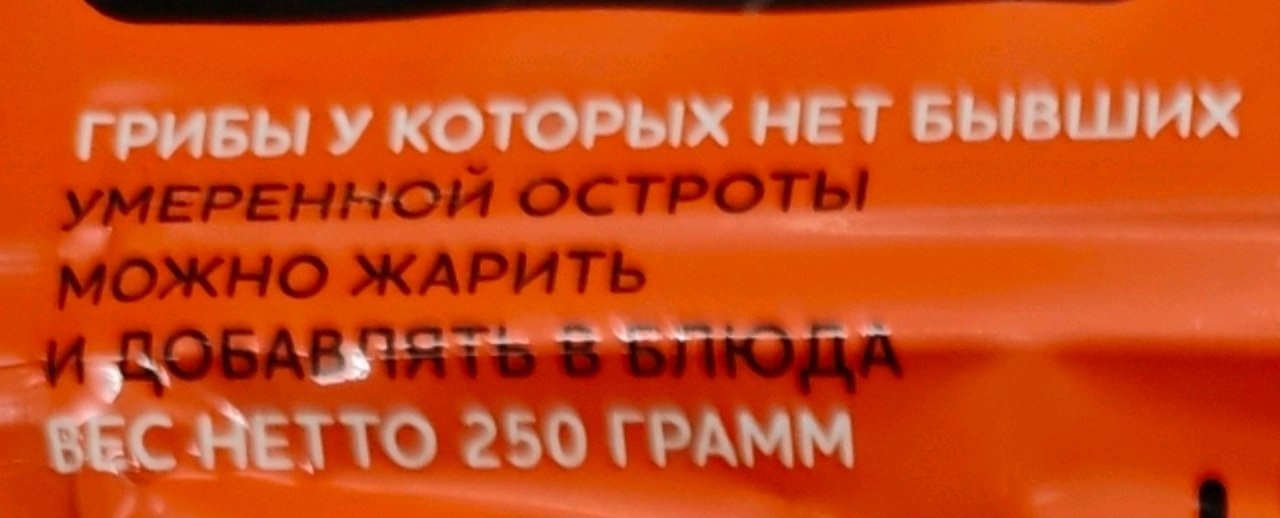 ГРИБЫ У КОТОРЫХ НЕТ БЫВШИХ
УМЕРЕННОЙ ОСТРОТЫ
МОЖНО ЖАРИТЬ
И ДОБАВЛЯТЬ В БЛЮДА
ВЕС НЕТТО 250 ГРАММ